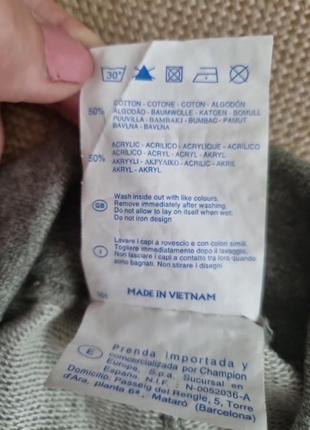 30°
50%
COTTON - COTONE - COTON - ALGODÓN
ALGODÃO - BAUMWOLLE - KATOEN - BOMULL
PUUVILLA - ΒΑΜΒΑΚΙ - BUMBAC - PAMUT
BAVLNA - BAVLNA
50%
ACRYLIC - ACRILICO - ACRYLIQUE - ACRÍLICO
ACRÍLICO - ACRYL - ACRYL - AKRYL
AKRYYLI - ΑΚΡΥΛΙΚΟ - ACRILIC - AKRIL
AKRYL - AKRYL
GB
Wash inside out with like colours.
Remove immediately after washing.
Do not allow to lay on itself when wet.
Do not iron design
I
Lavare i capi a rovescio e con colori simili.
Togliere immediatamente dopo il lavaggio.
Non lasciare i capi a contatto tra loro quando
sono bagnati. Non stirare i disegni
MADE IN VIETNAM
E
Prenda importada y
comercializada por Champion
Europe, S.p.A. Sucursal en
España N.I.F. N-0052036-A
Domicilio: Passeig del Rengle, 5, Torre
d'Ara, planta 6ª, Mataró (Barcelona)